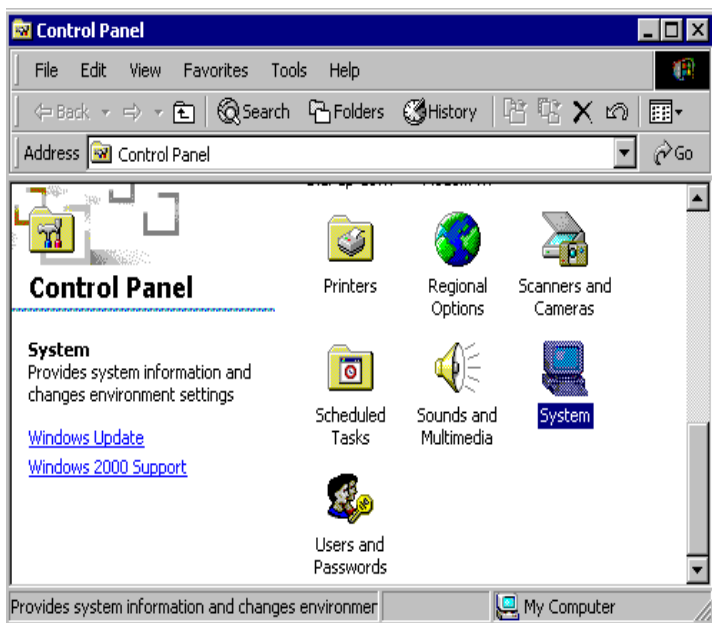 Control Panel
File Edit View Favorites Tools Help
Back Search Folders History
Address Control Panel Go
Control Panel
System
Provides system information and
changes environment settings
Windows Update
Windows 2000 Support
Printers
Regional
Options
Scanners and
Cameras
Scheduled
Tasks
Sounds and
Multimedia
System
Users and
Passwords
Provides system information and changes environmer
My Computer